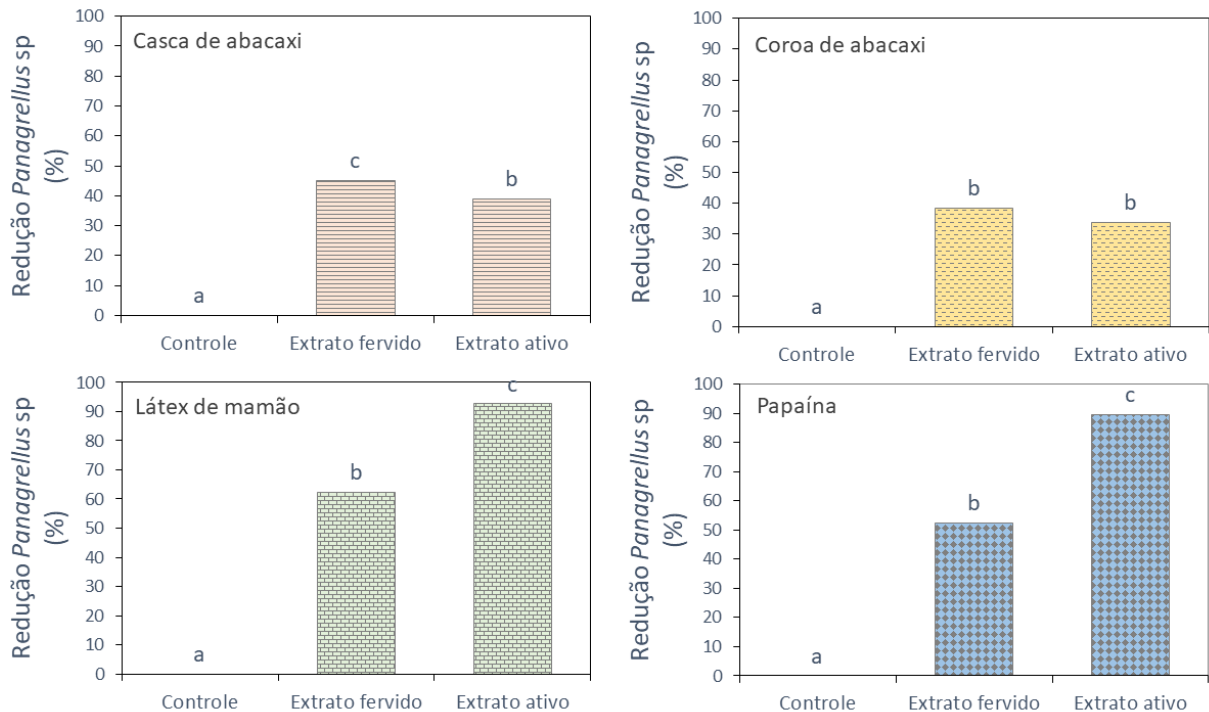 Casca de abacaxi
Redução Panagrellus sp
(%)
100
90
80
70
60
50
40
30
20
10
0
a
c
b
Controle
Extrato fervido
Extrato ativo
Coroa de abacaxi
Redução Panagrellus sp
(%)
100
90
80
70
60
50
40
30
20
10
0
a
b
b
Controle
Extrato fervido
Extrato ativo
Látex de mamão
Redução Panagrellus sp
(%)
100
90
80
70
60
50
40
30
20
10
0
a
b
c
Controle
Extrato fervido
Extrato ativo
Papaína
Redução Panagrellus sp
(%)
100
90
80
70
60
50
40
30
20
10
0
a
b
c
Controle
Extrato fervido
Extrato ativo